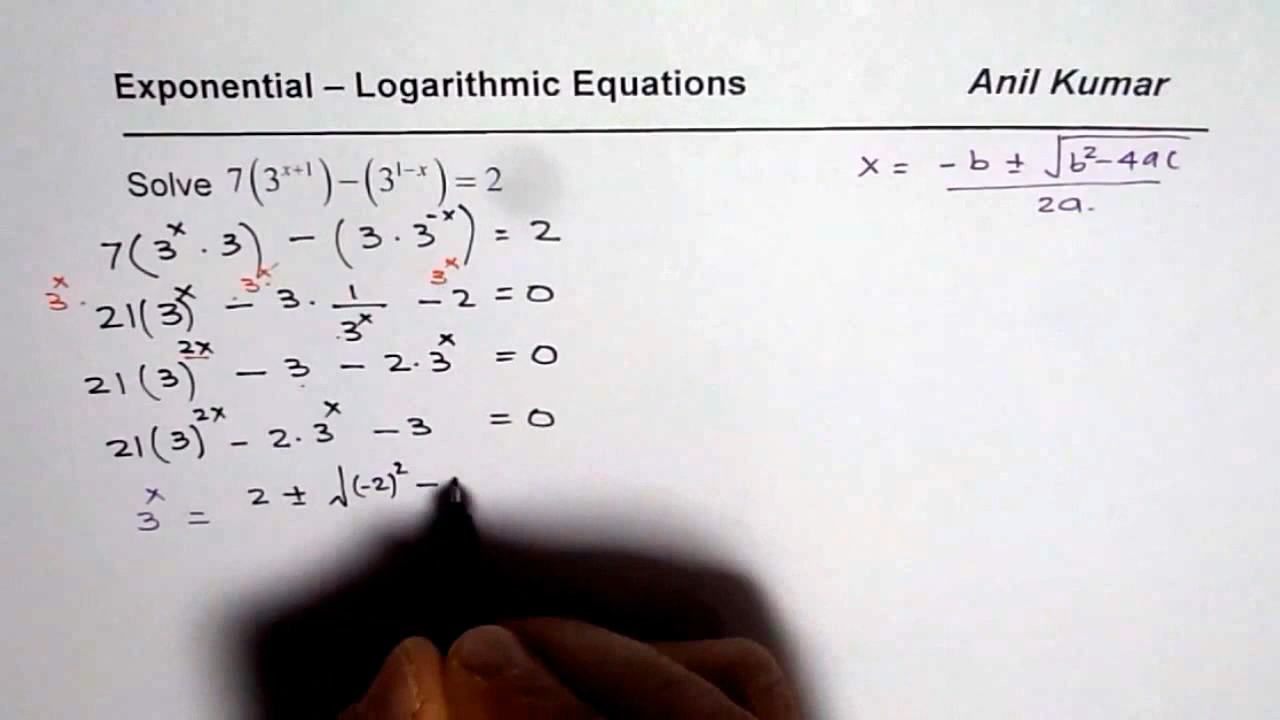 Exponential – Logarithmic Equations
Anil Kumar
x = -b ± √b²-4ac / 2a.
Solve 7(3^(x+1))-(3^(1-x))=2
7(3^x · 3) - (3 · 3^-x) = 2
3^x · 21(3)^x - 3^x · 3 · 1/3^x - 2 3^x = 0
21(3)^2x - 3 - 2·3^x = 0
21(3)^2x - 2·3^x - 3 = 0
3^x = 2 ± √(-2)² -